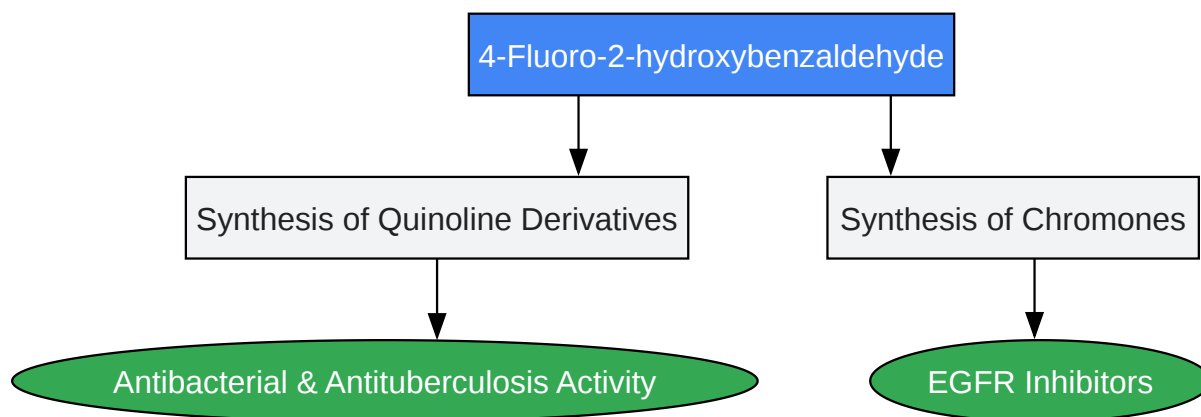 4-Fluoro-2-hydroxybenzaldehyde
Synthesis of Quinoline Derivatives
Synthesis of Chromones
Antibacterial & Antituberculosis Activity
EGFR Inhibitors